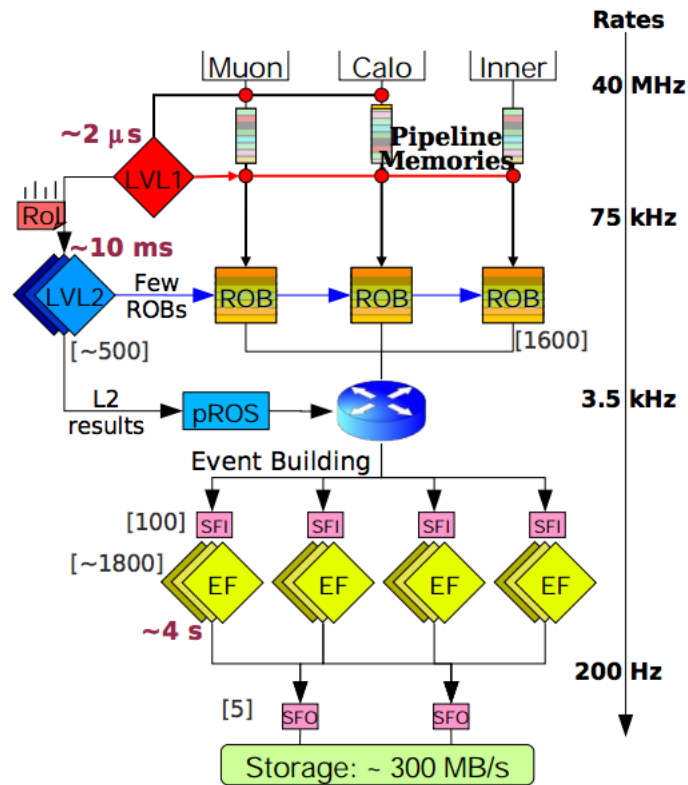 Rates
Muon
Calo
Inner
40 MHz
~2 μs
Pipeline
Memories
LVL1
RoI
75 kHz
~10 ms
LVL2
Few
ROBs
ROB
ROB
ROB
[~500]
[1600]
L2
results
pROS
3.5 kHz
Event Building
[100]
SFI
SFI
SFI
SFI
[~1800]
EF
EF
EF
EF
~4 s
200 Hz
[5]
SFO
SFO
Storage: ~ 300 MB/s